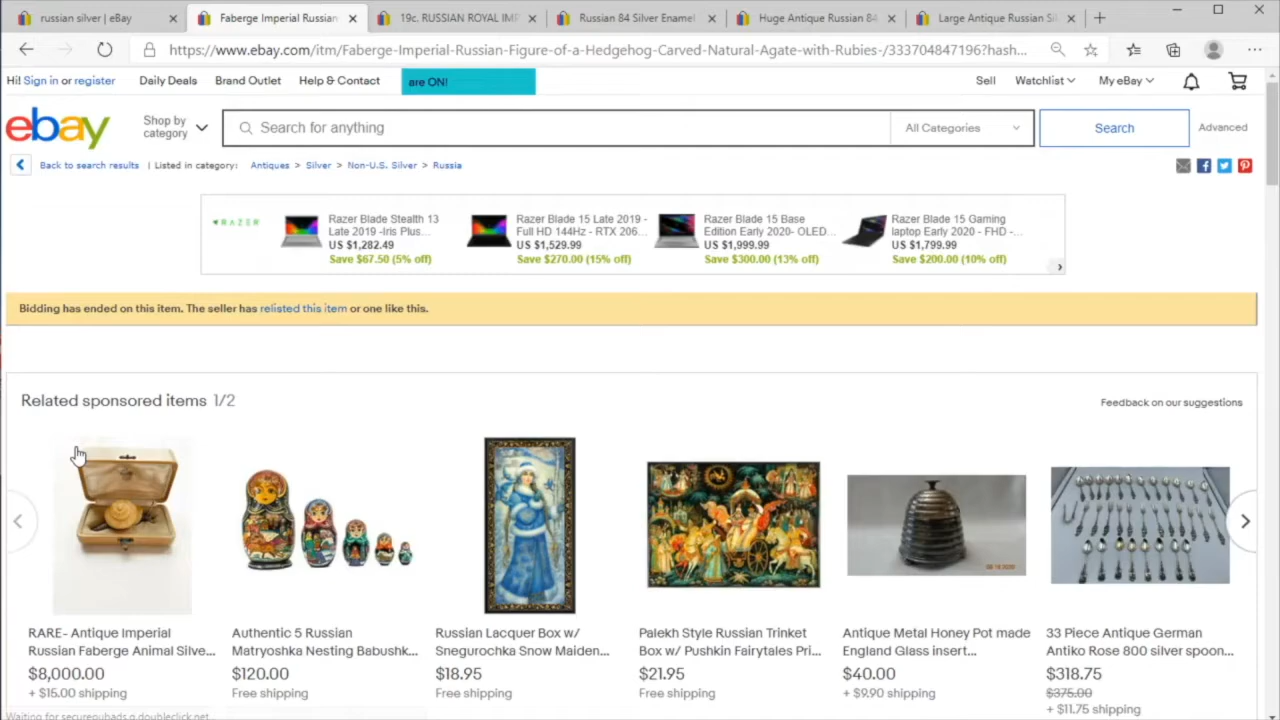 russian silver | eBay
Faberge Imperial Russian
19c. RUSSIAN ROYAL IMP
Russian 84 Silver Enamel
Huge Antique Russian 84
Large Antique Russian Sil
https://www.ebay.com/itm/Faberge-Imperial-Russian-Figure-of-a-Hedgehog-Carved-Natural-Agate-with-Rubies-/333704847196?hash...
Hi! Sign in or register
Daily Deals
Brand Outlet
Help & Contact
are ON!
Sell
Watchlist
My eBay
ebay
Shop by
category
Search for anything
All Categories
Search
Advanced
Back to search results | Listed in category: Antiques > Silver > Non-U.S. Silver > Russia
RAZER
Razer Blade Stealth 13
Late 2019 -Iris Plus...
US $1,282.49
Save $67.50 (5% off)
Razer Blade 15 Late 2019 -
Full HD 144Hz - RTX 206...
US $1,529.99
Save $270.00 (15% off)
Razer Blade 15 Base
Edition Early 2020- OLED...
US $1,999.99
Save $300.00 (13% off)
Razer Blade 15 Gaming
laptop Early 2020 - FHD -...
US $1,799.99
Save $200.00 (10% off)
Bidding has ended on this item. The seller has relisted this item or one like this.
Related sponsored items 1/2
Feedback on our suggestions
RARE- Antique Imperial
Russian Faberge Animal Silve...
$8,000.00
+ $15.00 shipping
Authentic 5 Russian
Matryoshka Nesting Babushk...
$120.00
Free shipping
Russian Lacquer Box w/
Snegurochka Snow Maiden...
$18.95
Free shipping
Palekh Style Russian Trinket
Box w/ Pushkin Fairytales Pri...
$21.95
Free shipping
Antique Metal Honey Pot made
England Glass insert...
$40.00
+ $9.90 shipping
33 Piece Antique German
Antiko Rose 800 silver spoon...
$318.75
$375.00
+ $11.75 shipping
Waiting for securepubads.g.doubleclick.net...